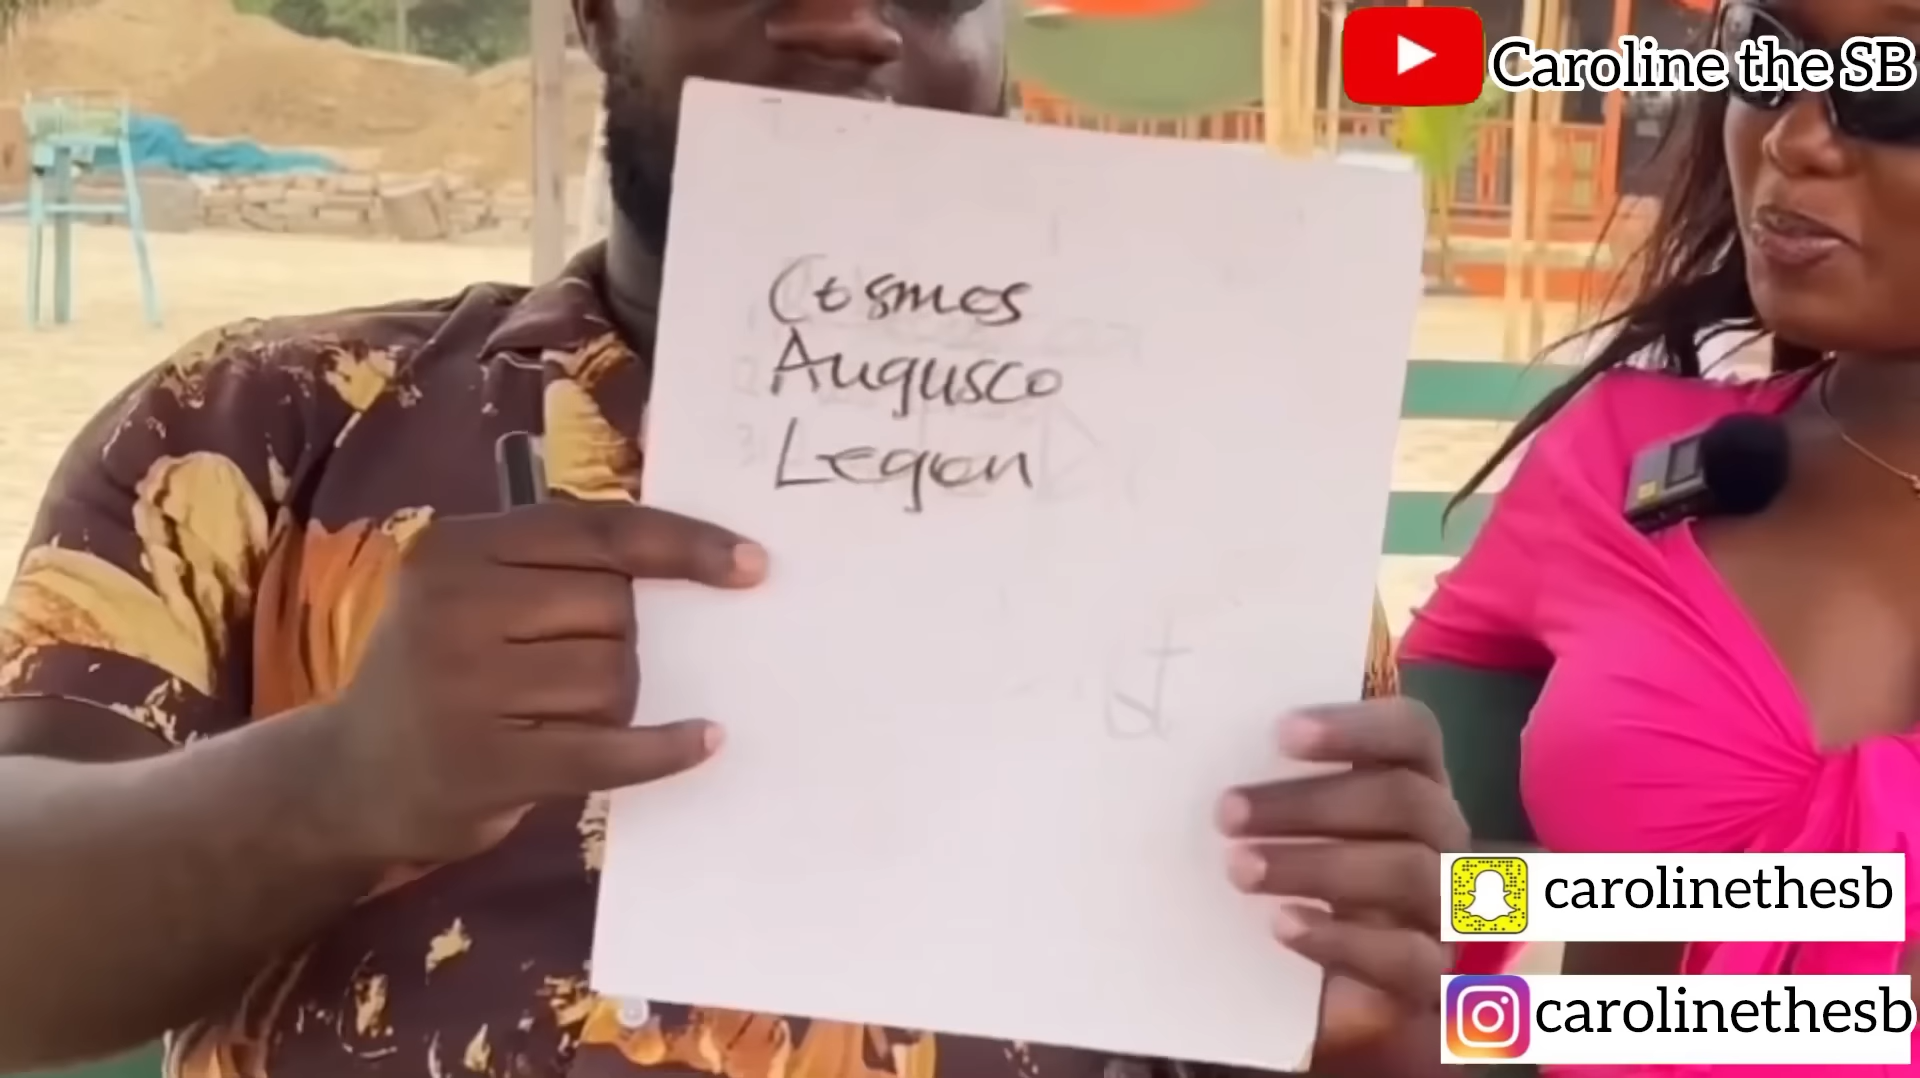 Caroline the SB
Cosmos
Augusco
Legon
carolinethesb
carolinethesb